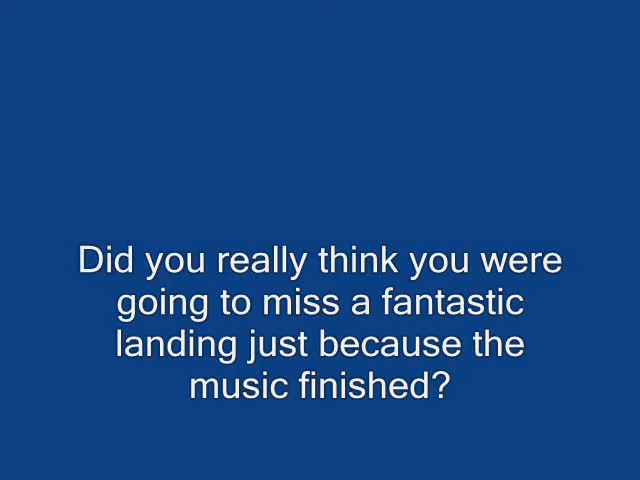 Did you really think you were
going to miss a fantastic
landing just because the
music finished?